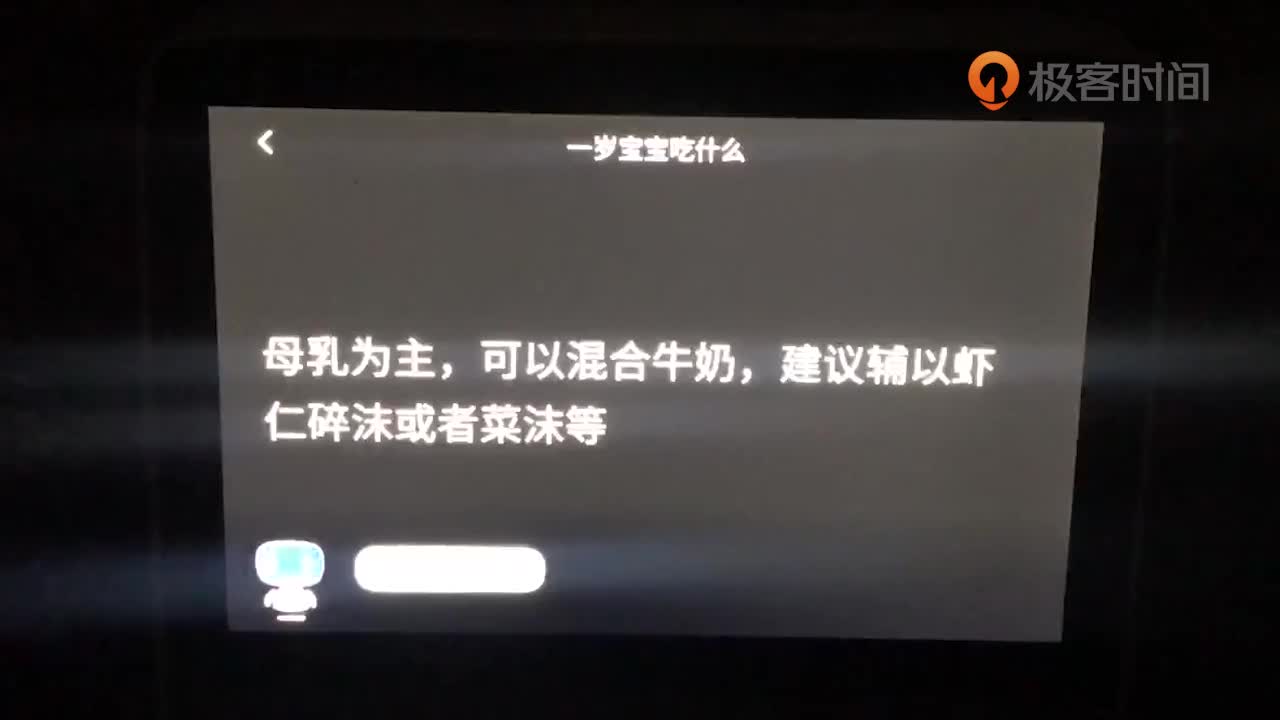 极客时间
一岁宝宝吃什么
母乳为主，可以混合牛奶，建议辅以虾
仁碎沫或者菜沫等